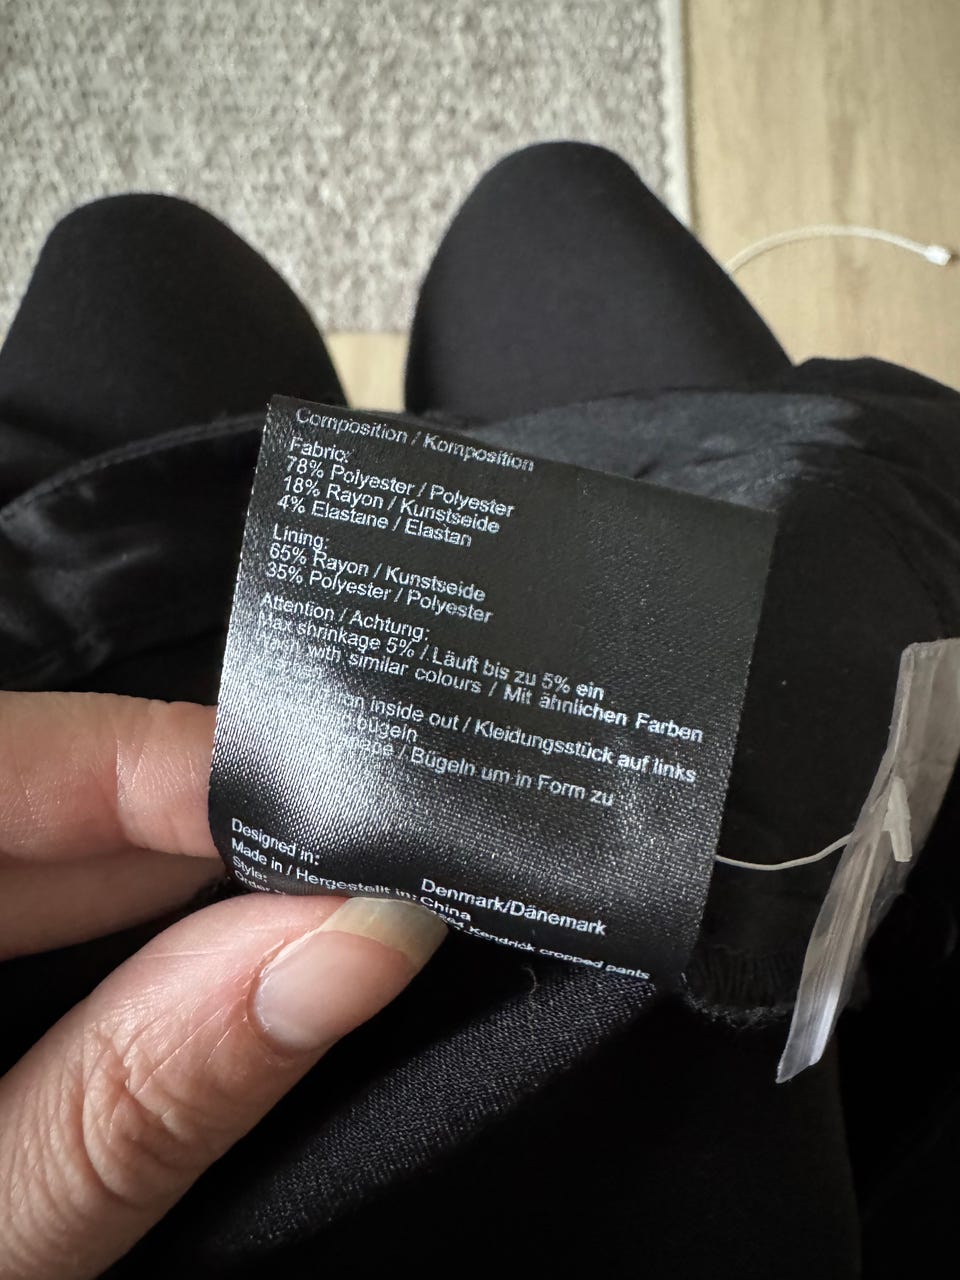 Composition / Komposition
Fabric:
78% Polyester / Polyester
18% Rayon / Kunstseide
4% Elastane / Elastan
Lining:
65% Rayon / Kunstseide
35% Polyester / Polyester
Attention / Achtung:
Max shrinkage 5% / Läuft bis zu 5% ein
with similar colours / Mit ähnlichen Farben
inside out / Kleidungsstück auf links
bügeln
/ Bügeln um in Form zu
Designed in: Denmark/Dänemark
Made in / Hergestellt in: China
Style: Kendrick cropped pants
Order